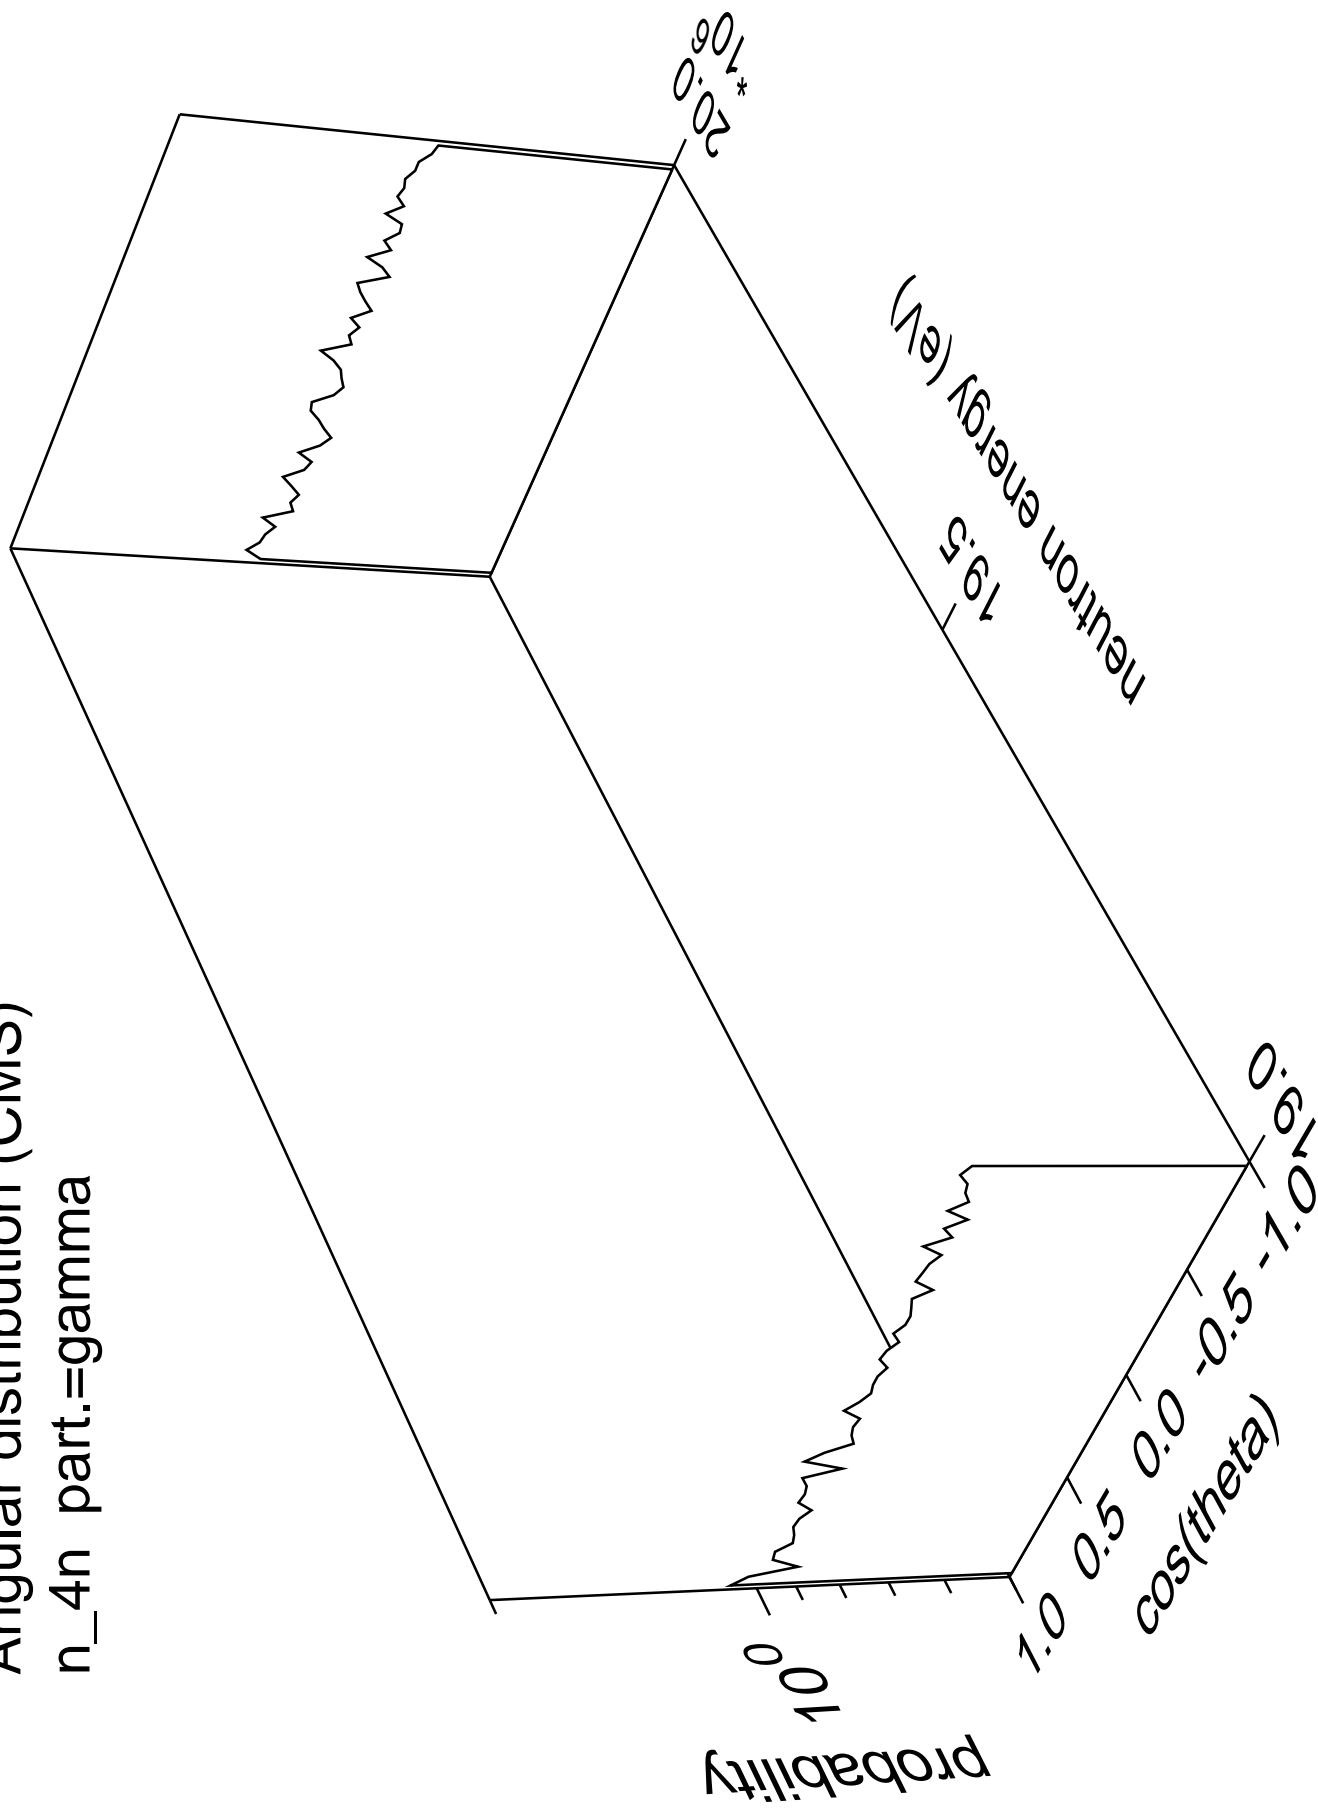 Angular distribution (CMS)
n_4n part.=gamma
probability
10^0
1.0
0.5
0.0
-0.5
-1.0
cos(theta)
19.0
19.5
20.0
*10^6
neutron energy (eV)